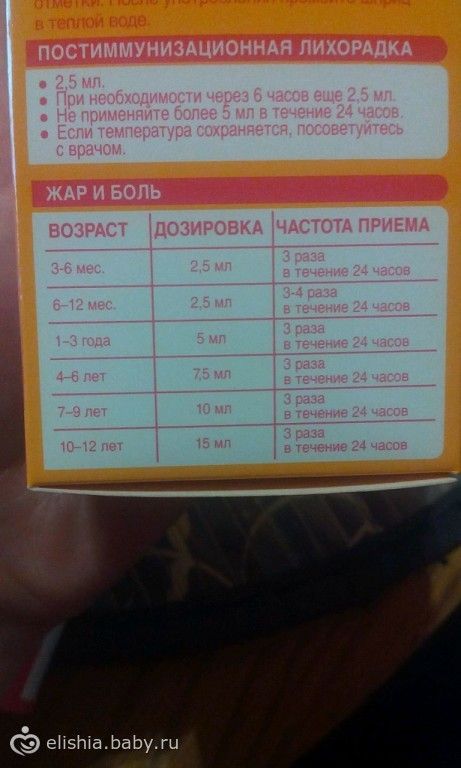 отметки. После употребления промойте шприц
в теплой воде.
ПОСТИММУНИЗАЦИОННАЯ ЛИХОРАДКА
• 2,5 мл.
• При необходимости через 6 часов еще 2,5 мл.
• Не применяйте более 5 мл в течение 24 часов.
• Если температура сохраняется, посоветуйтесь
с врачом.
ЖАР И БОЛЬ
ВОЗРАСТ ДОЗИРОВКА ЧАСТОТА ПРИЕМА
3-6 мес. 2,5 мл 3 раза
в течение 24 часов
6–12 мес. 2,5 мл 3-4 раза
в течение 24 часов
1–3 года 5 мл 3 раза
в течение 24 часов
4–6 лет 7,5 мл 3 раза
в течение 24 часов
7–9 лет 10 мл 3 раза
в течение 24 часов
10–12 лет 15 мл 3 раза
в течение 24 часов
elishia.baby.ru